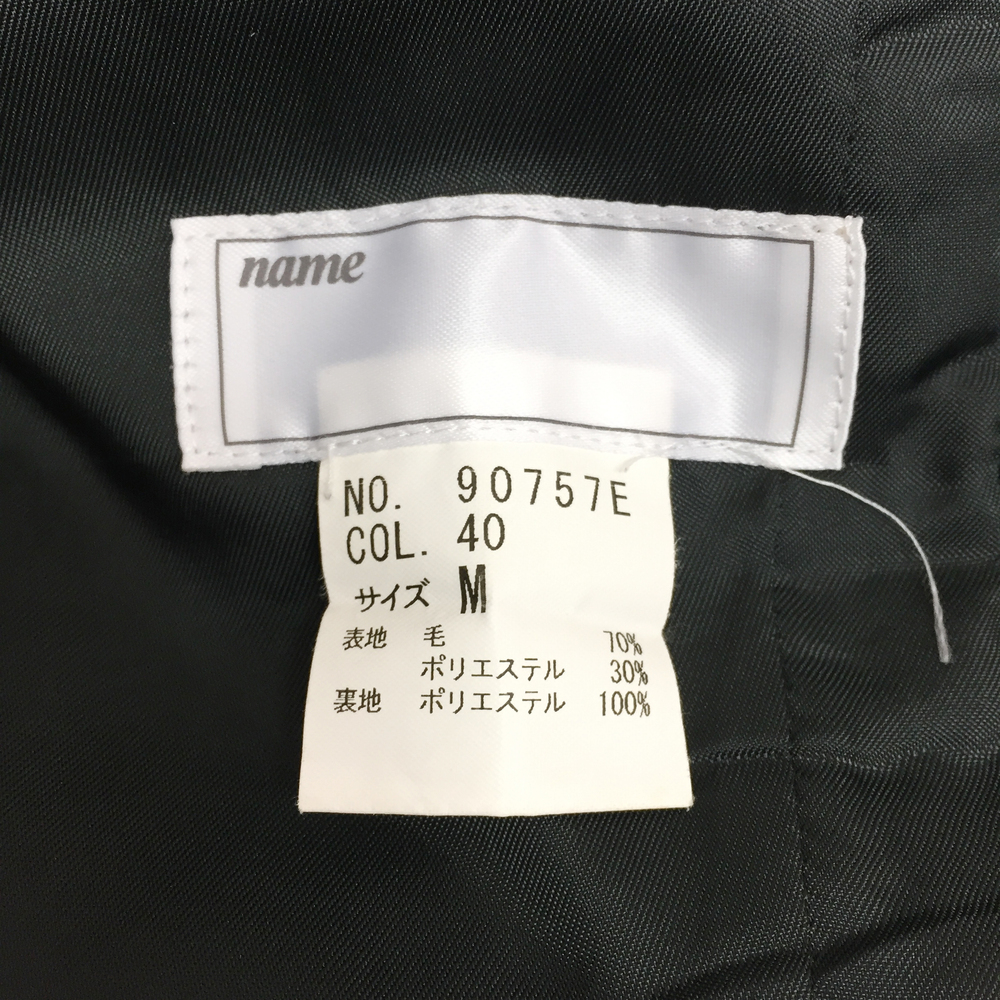 name
NO. 90757E
COL. 40
サイズ M
表地 毛 70%
ポリエステル 30%
裏地 ポリエステル 100%